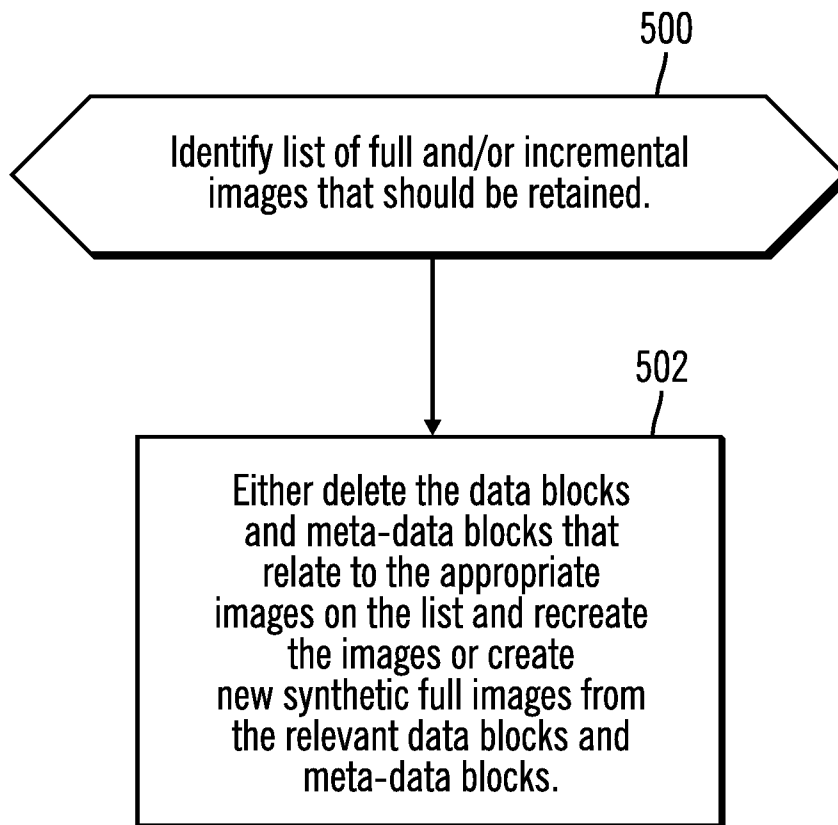 500
Identify list of full and/or incremental
images that should be retained.
502
Either delete the data blocks
and meta-data blocks that
relate to the appropriate
images on the list and recreate
the images or create
new synthetic full images from
the relevant data blocks and
meta-data blocks.